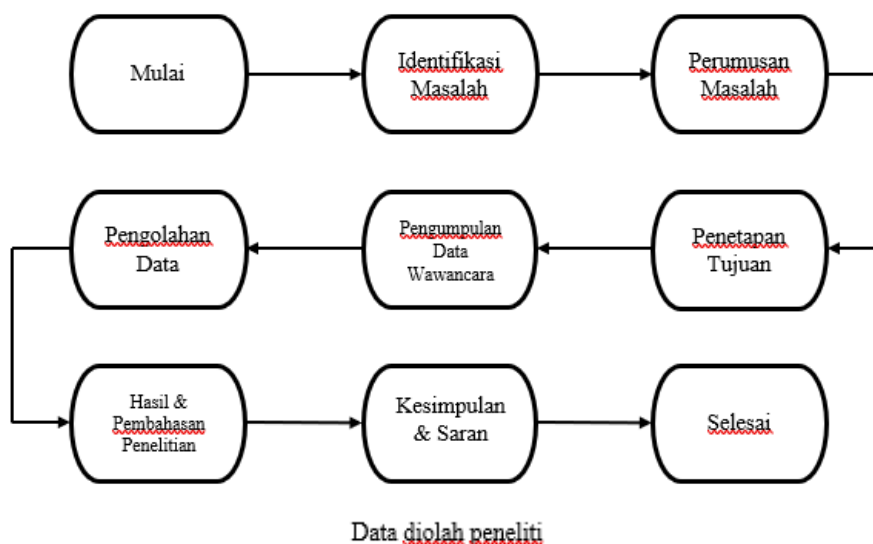 Mulai
Identifikasi
Masalah
Perumusan
Masalah
Penetapan
Tujuan
Pengumpulan
Data
Wawancara
Pengolahan
Data
Hasil &
Pembahasan
Penelitian
Kesimpulan
& Saran
Selesai
Data diolah peneliti